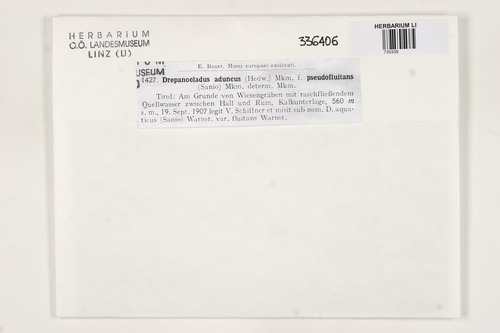 HERBARIUM
O.Ö. LANDESMUSEUM
LINZ (LI)
336406
HERBARIUM LI
E. Bauer, Musci europaei exsiccati.
UM
USEUM
1427. Drepanocladus aduncus (Hedw.) Mkm. f. pseudofluitans
(Sanio) Mkm. determ. Mkm.
Tirol: Am Grunde von Wiesengräben mit raschfließendem
Quellwasser zwischen Hall und Rum, Kalkunterlage, 560 m
s. m., 19. Sept. 1907 legit V. Schiffner et misit sub nom. D. aqua-
ticus (Sanio) Warnst. var. fluitans Warnst.